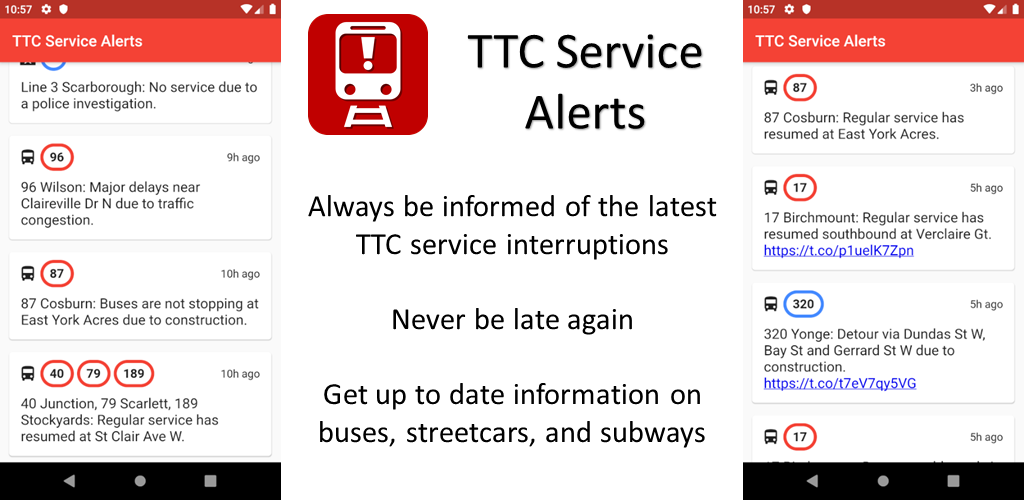 10:57
TTC Service Alerts
Line 3 Scarborough: No service due to
a police investigation.
96
9h ago
96 Wilson: Major delays near
Claireville Dr N due to traffic
congestion.
87
10h ago
87 Cosburn: Buses are not stopping at
East York Acres due to construction.
40 79 189
10h ago
40 Junction, 79 Scarlett, 189
Stockyards: Regular service has
resumed at St Clair Ave W.
TTC Service
Alerts
Always be informed of the latest
TTC service interruptions
Never be late again
Get up to date information on
buses, streetcars, and subways
10:57
TTC Service Alerts
87
3h ago
87 Cosburn: Regular service has
resumed at East York Acres.
17
5h ago
17 Birchmount: Regular service has
resumed southbound at Verclaire Gt.
https://t.co/p1uelK7Zpn
320
5h ago
320 Yonge: Detour via Dundas St W,
Bay St and Gerrard St W due to
construction.
https://t.co/t7eV7qy5VG
17
5h ago